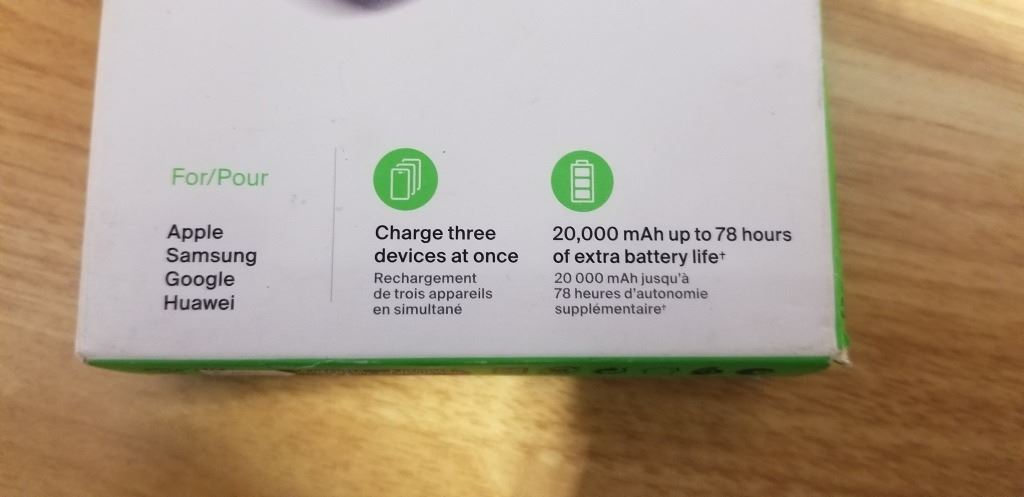 For/Pour
Apple
Samsung
Google
Huawei
Charge three
devices at once
Rechargement
de trois appareils
en simultané
20,000 mAh up to 78 hours
of extra battery life†
20 000 mAh jusqu'à
78 heures d'autonomie
supplémentaire†